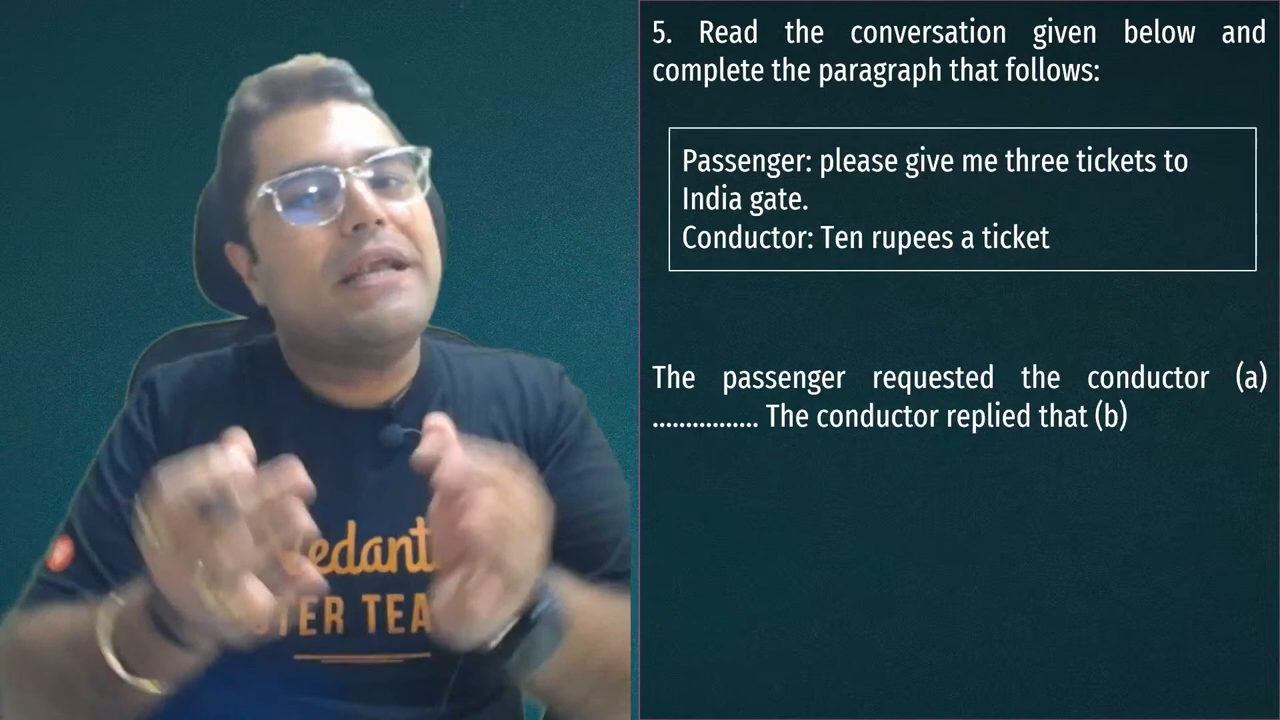 5. Read the conversation given below and
complete the paragraph that follows:
Passenger: please give me three tickets to
India gate.
Conductor: Ten rupees a ticket
The passenger requested the conductor (a)
................ The conductor replied that (b)